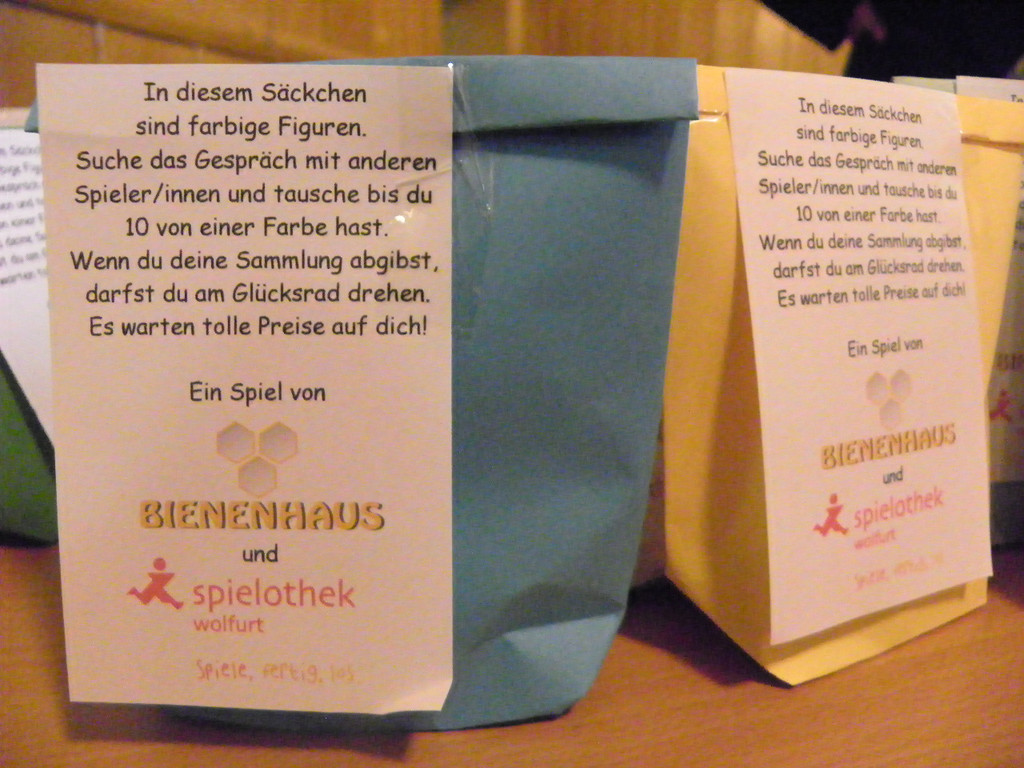 In diesem Säckchen
sind farbige Figuren.
Suche das Gespräch mit anderen
Spieler/innen und tausche bis du
10 von einer Farbe hast.
Wenn du deine Sammlung abgibst,
darfst du am Glücksrad drehen.
Es warten tolle Preise auf dich!
Ein Spiel von
BIENENHAUS
und
spielothek
wolfurt
Spiele, fertig, los
In diesem Säckchen
sind farbige Figuren.
Suche das Gespräch mit anderen
Spieler/innen und tausche bis du
10 von einer Farbe hast.
Wenn du deine Sammlung abgibst,
darfst du am Glücksrad drehen.
Es warten tolle Preise auf dich!
Ein Spiel von
BIENENHAUS
und
spielothek
wolfurt
Spiele, fertig, lo